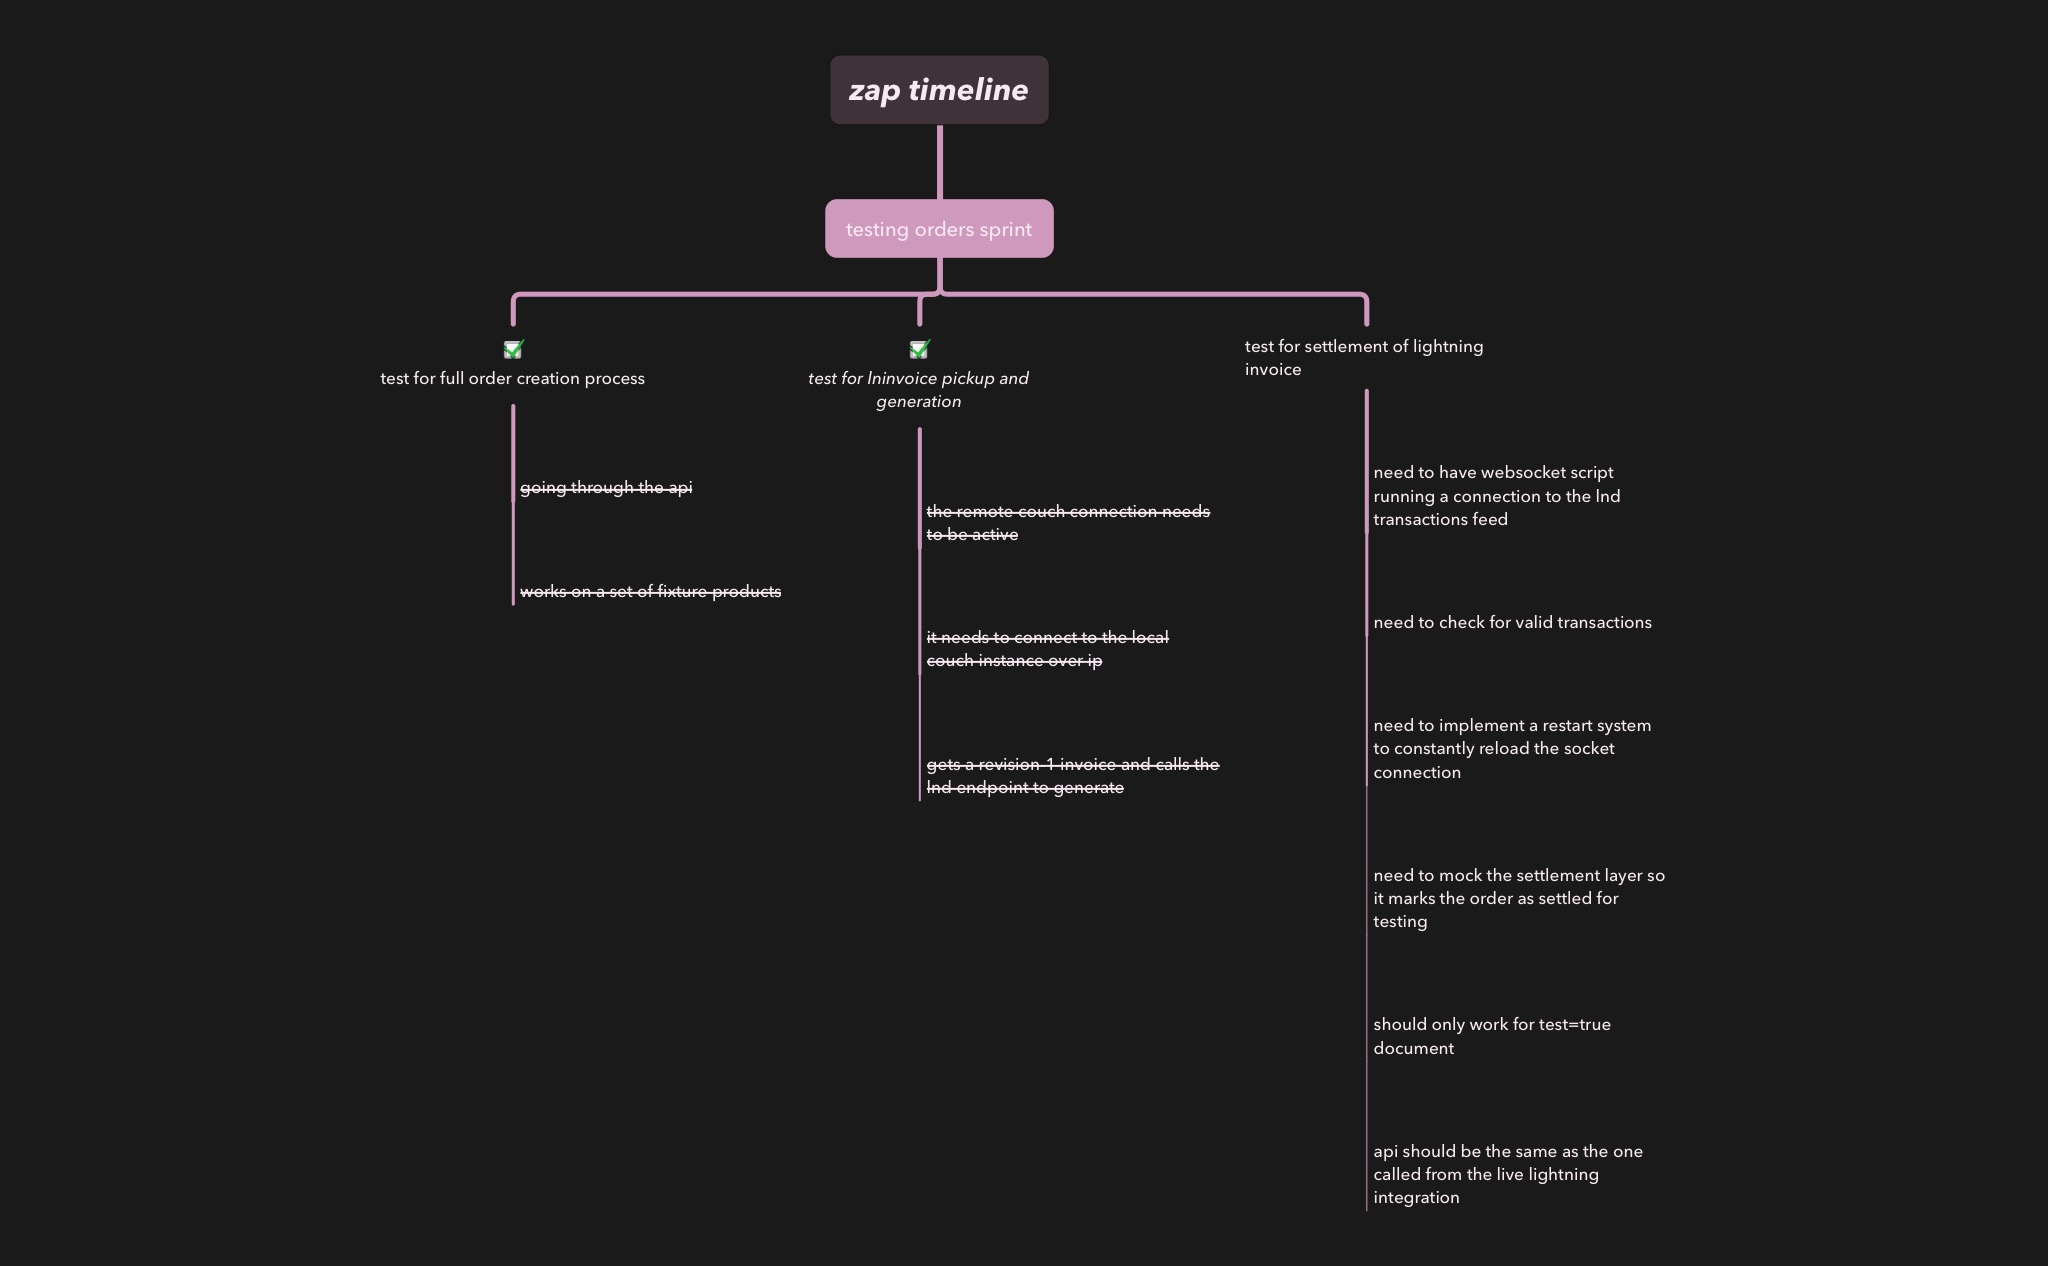 zap timeline
testing orders sprint
test for full order creation process
going through the api
works on a set of fixture products
test for lninvoice pickup and
generation
the remote couch connection needs
to be active
it needs to connect to the local
couch instance over ip
gets a revision 1 invoice and calls the
lnd endpoint to generate
test for settlement of lightning
invoice
need to have websocket script
running a connection to the lnd
transactions feed
need to check for valid transactions
need to implement a restart system
to constantly reload the socket
connection
need to mock the settlement layer so
it marks the order as settled for
testing
should only work for test=true
document
api should be the same as the one
called from the live lightning
integration